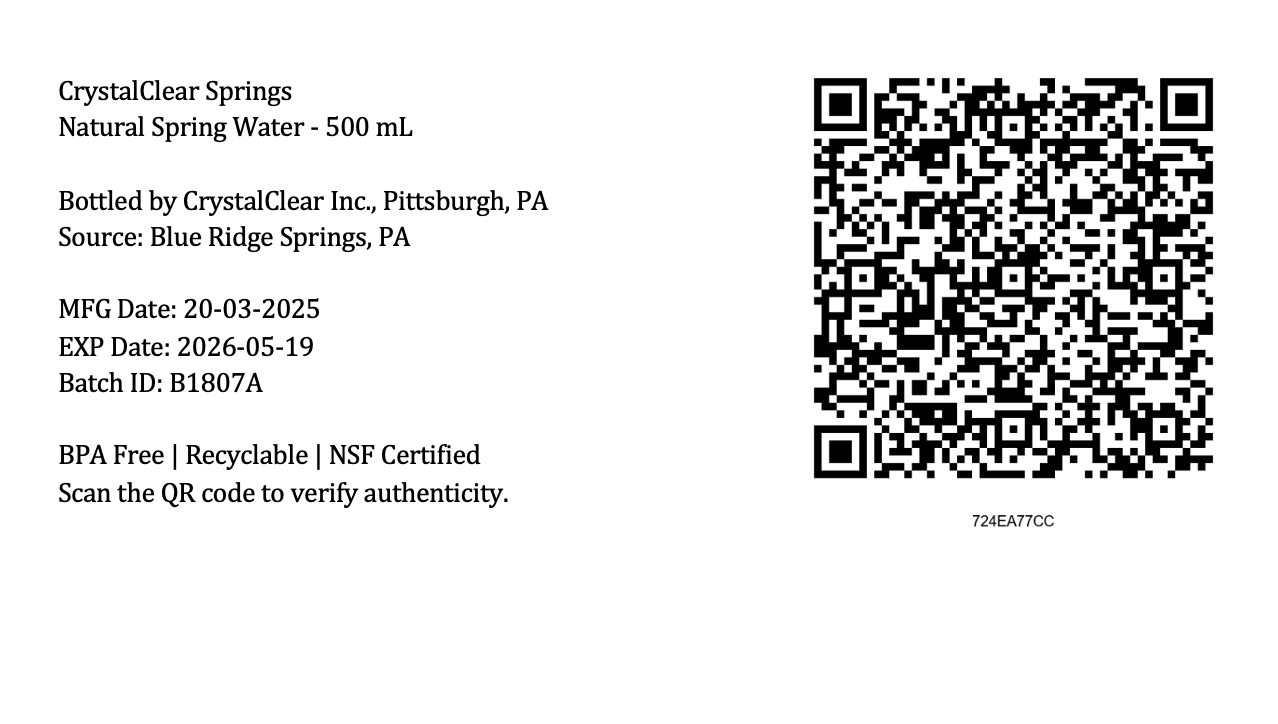 CrystalClear Springs
Natural Spring Water - 500 mL
Bottled by CrystalClear Inc., Pittsburgh, PA
Source: Blue Ridge Springs, PA
MFG Date: 20-03-2025
EXP Date: 2026-05-19
Batch ID: B1807A
BPA Free | Recyclable | NSF Certified
Scan the QR code to verify authenticity.
724EA77CC